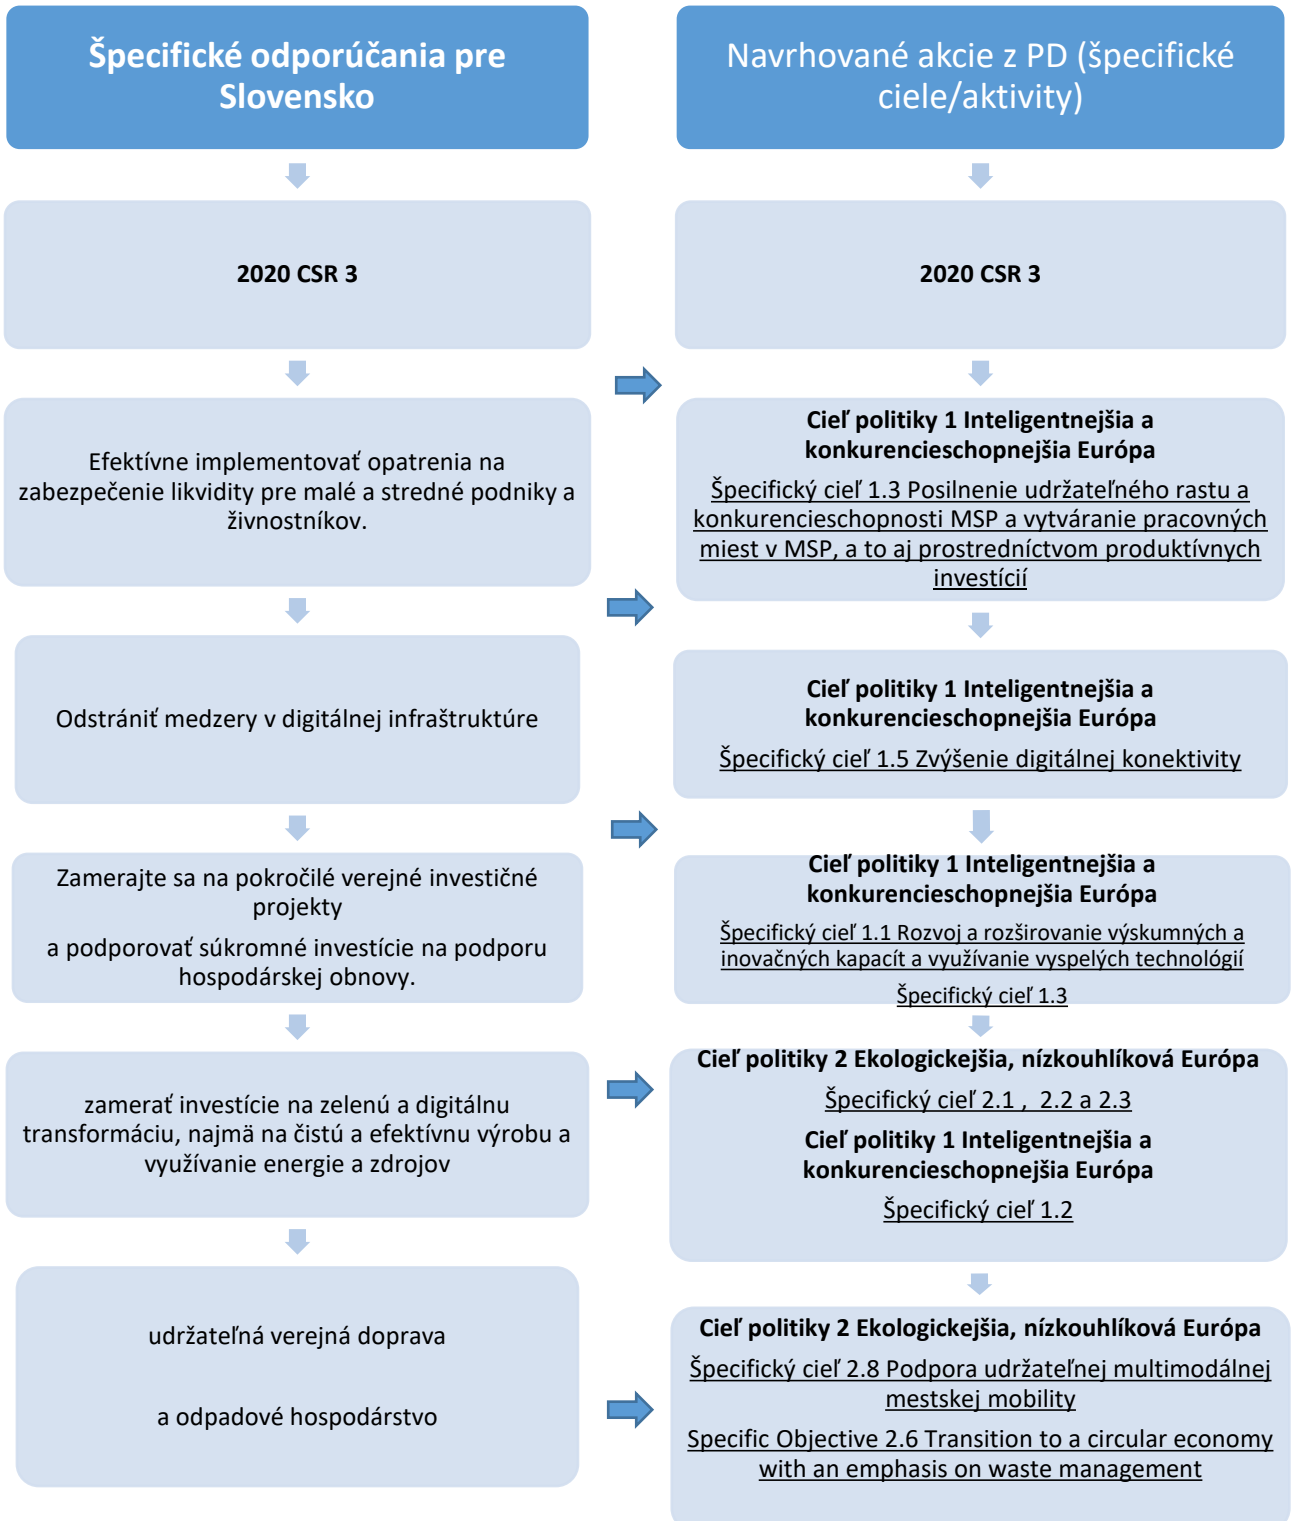 Špecifické odporúčania pre
Slovensko
2020 CSR 3
Efektívne implementovať opatrenia na
zabezpečenie likvidity pre malé a stredné podniky a
živnostníkov.
Odstrániť medzery v digitálnej infraštruktúre
Zamerajte sa na pokročilé verejné investičné
projekty
a podporovať súkromné investície na podporu
hospodárskej obnovy.
zamerať investície na zelenú a digitálnu
transformáciu, najmä na čistú a efektívnu výrobu a
využívanie energie a zdrojov
udržateľná verejná doprava
a odpadové hospodárstvo
Navrhované akcie z PD (špecifické
ciele/aktivity)
2020 CSR 3
Cieľ politiky 1 Inteligentnejšia a
konkurencieschopnejšia Európa
Špecifický cieľ 1.3 Posilnenie udržateľného rastu a
konkurencieschopnosti MSP a vytváranie pracovných
miest v MSP, a to aj prostredníctvom produktívnych
investícií
Cieľ politiky 1 Inteligentnejšia a
konkurencieschopnejšia Európa
Špecifický cieľ 1.5 Zvýšenie digitálnej konektivity
Cieľ politiky 1 Inteligentnejšia a
konkurencieschopnejšia Európa
Špecifický cieľ 1.1 Rozvoj a rozširovanie výskumných a
inovačných kapacít a využívanie vyspelých technológií
Špecifický cieľ 1.3
Cieľ politiky 2 Ekologickejšia, nízkouhlíková Európa
Špecifický cieľ 2.1 ,  2.2 a 2.3
Cieľ politiky 1 Inteligentnejšia a
konkurencieschopnejšia Európa
Špecifický cieľ 1.2
Cieľ politiky 2 Ekologickejšia, nízkouhlíková Európa
Špecifický cieľ 2.8 Podpora udržateľnej multimodálnej
mestskej mobility
Specific Objective 2.6 Transition to a circular economy
with an emphasis on waste management